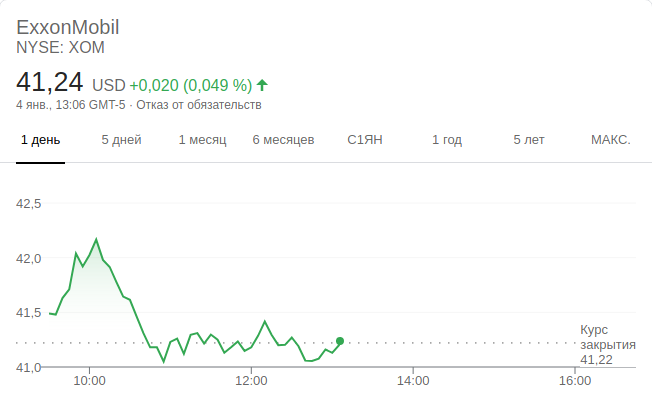 ExxonMobil
NYSE: XOM
41,24 USD +0,020 (0,049 %)
4 янв., 13:06 GMT-5 · Отказ от обязательств
1 день 5 дней 1 месяц 6 месяцев С1ЯН 1 год 5 лет МАКС.
42,5
42,0
41,5
Курс
закрытия
41,22
41,0
10:00 12:00 14:00 16:00